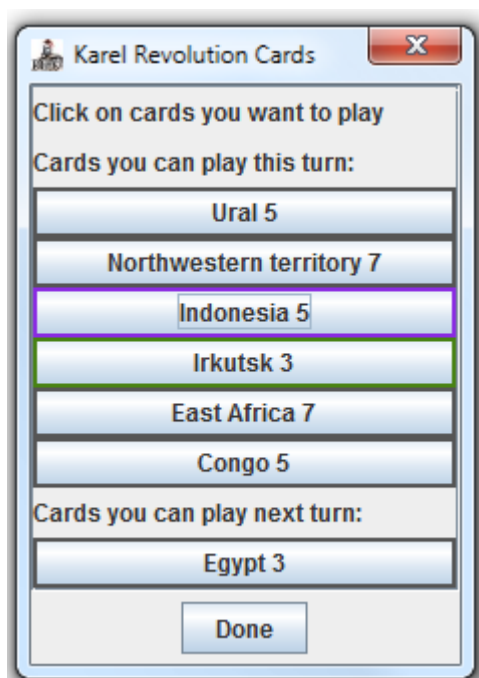 Karel Revolution Cards
Click on cards you want to play
Cards you can play this turn:
Ural 5
Northwestern territory 7
Indonesia 5
Irkutsk 3
East Africa 7
Congo 5
Cards you can play next turn:
Egypt 3
Done